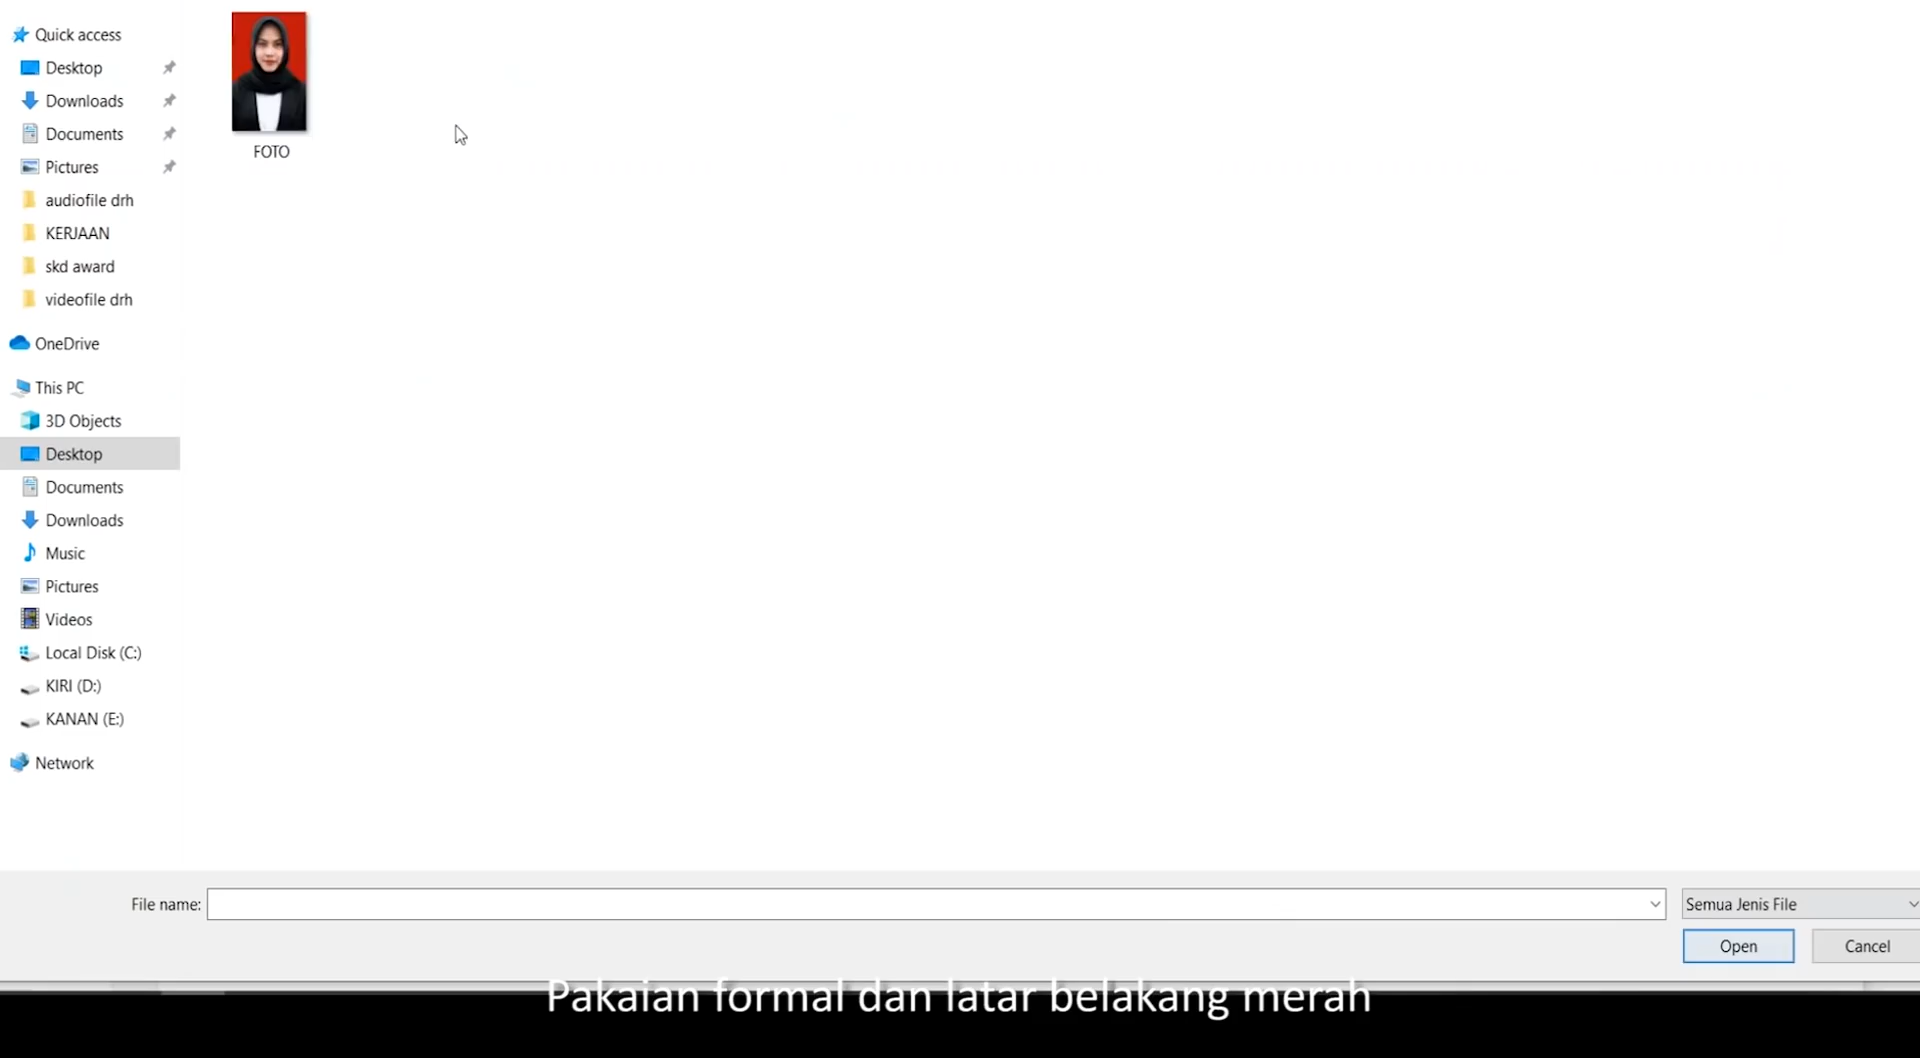 Quick access
Desktop
Downloads
Documents
Pictures
audiofile drh
KERJAAN
skd award
videofile drh
OneDrive
This PC
3D Objects
Desktop
Documents
Downloads
Music
Pictures
Videos
Local Disk (C:)
KIRI (D:)
KANAN (E:)
Network
FOTO
File name:
Semua Jenis File
Open
Cancel
Pakaian formal dan latar belakang merah